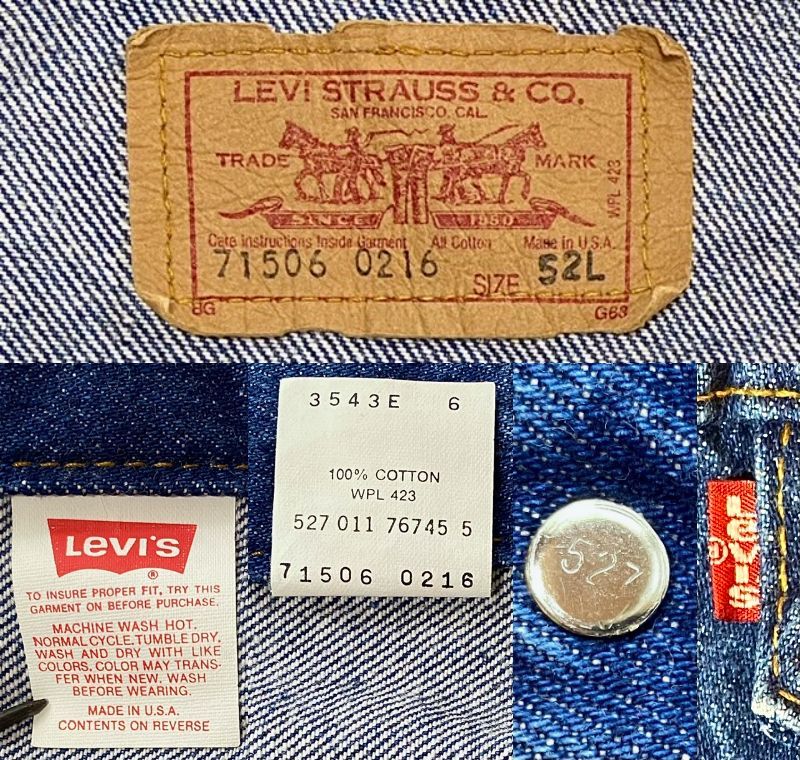 LEVI STRAUSS & CO.
SAN FRANCISCO, CAL.
TRADE MARK
WPL 423
SINCE 1850
Care Instructions Inside Garment All Cotton Made in U.S.A.
71506 0216 SIZE 52L
G63
LEVI'S
®
TO INSURE PROPER FIT, TRY THIS
GARMENT ON BEFORE PURCHASE.
MACHINE WASH HOT.
NORMAL CYCLE. TUMBLE DRY.
WASH AND DRY WITH LIKE
COLORS. COLOR MAY TRANS-
FER WHEN NEW. WASH
BEFORE WEARING.
MADE IN U.S.A.
CONTENTS ON REVERSE
3543E 6
100% COTTON
WPL 423
527 011 76745 5
71506 0216
527
LEVI'S
®